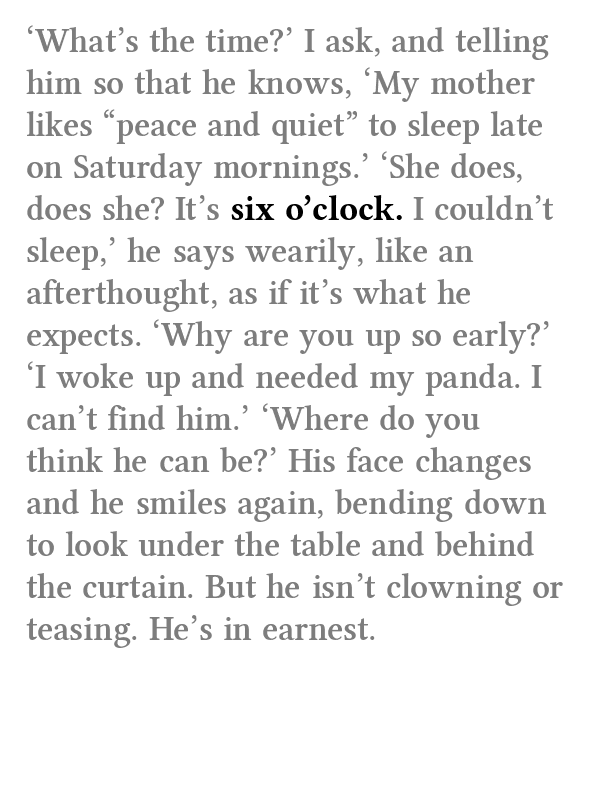 ‘What’s the time?’ I ask, and telling
him so that he knows, ‘My mother
likes “peace and quiet” to sleep late
on Saturday mornings.’ ‘She does,
does she? It’s six o’clock. I couldn’t
sleep,’ he says wearily, like an
afterthought, as if it’s what he
expects. ‘Why are you up so early?’
‘I woke up and needed my panda. I
can’t find him.’ ‘Where do you
think he can be?’ His face changes
and he smiles again, bending down
to look under the table and behind
the curtain. But he isn’t clowning or
teasing. He’s in earnest.